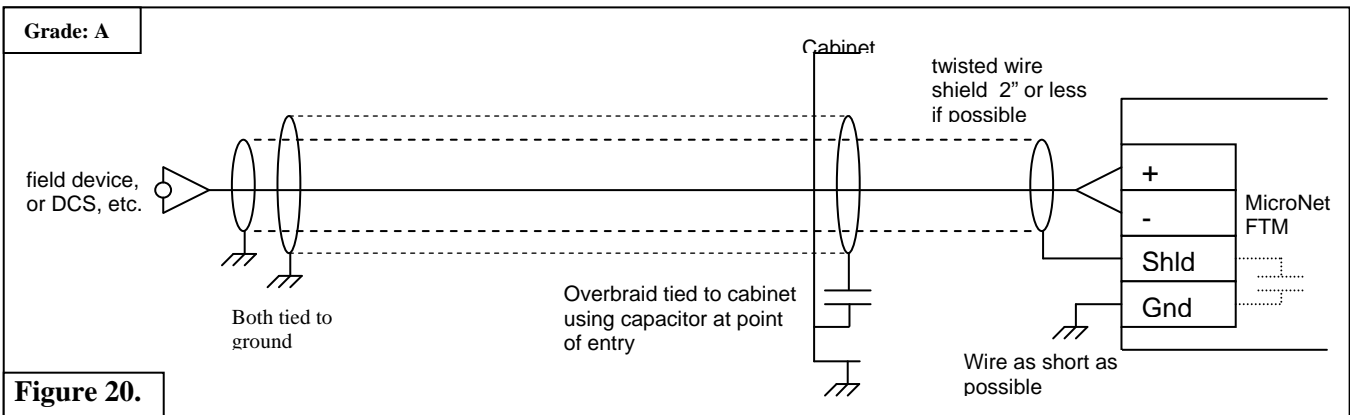 Grade: A
Cabinet
twisted wire
shield 2" or less
if possible
field device,
or DCS, etc.
+
-
Shld
Gnd
MicroNet
FTM
Both tied to
ground
Overbraid tied to cabinet
using capacitor at point
of entry
Wire as short as
possible
Figure 20.